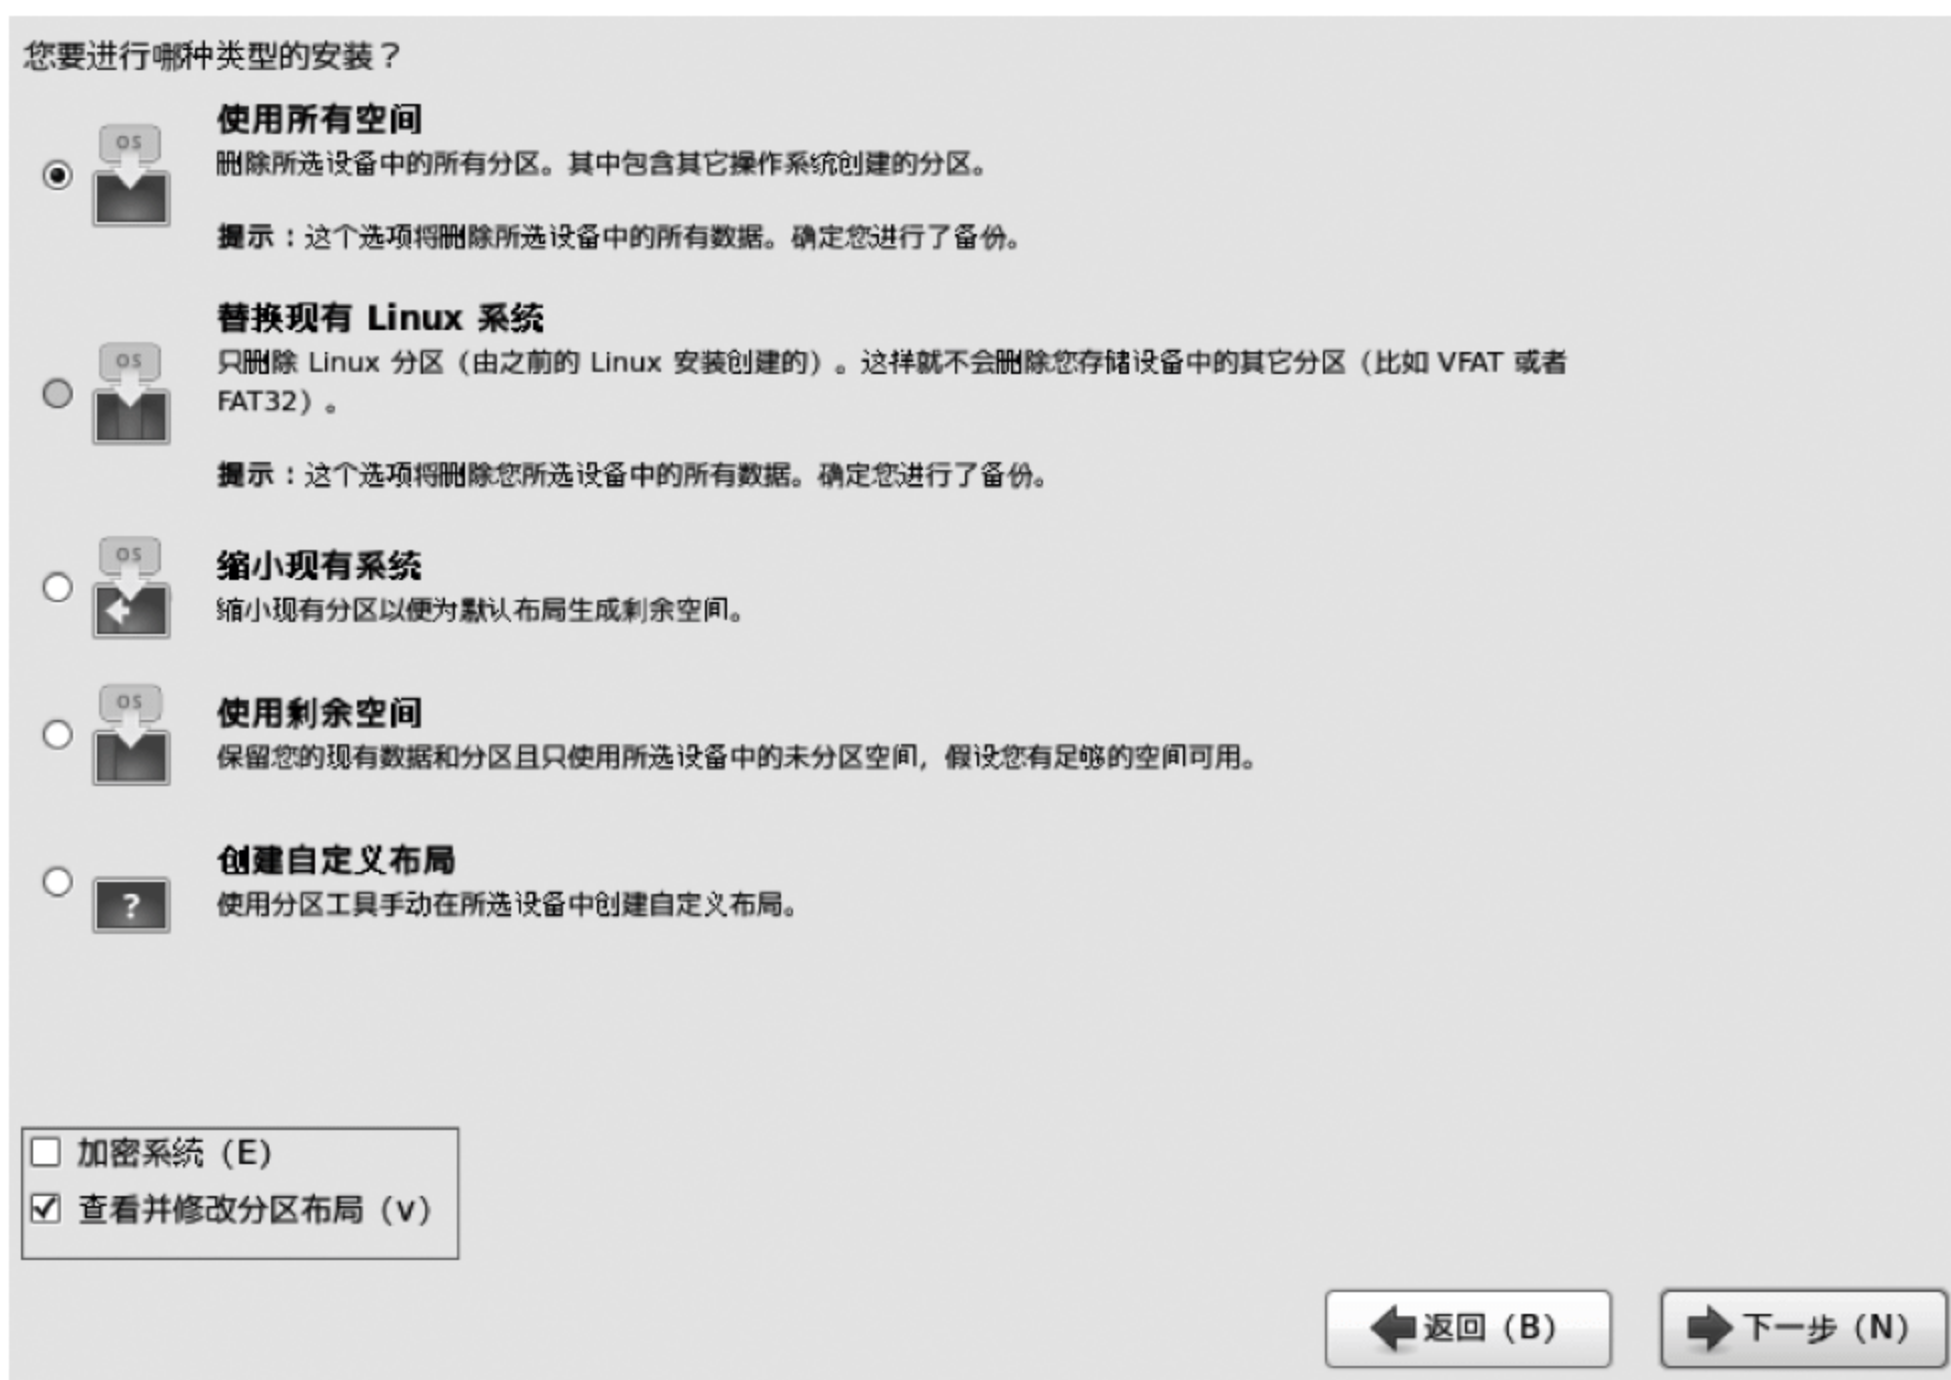 您要进行哪种类型的安装？
OS
使用所有空间
删除所选设备中的所有分区。其中包含其它操作系统创建的分区。
提示：这个选项将删除所选设备中的所有数据。确定您进行了备份。
OS
替换现有 Linux 系统
只删除 Linux 分区（由之前的 Linux 安装创建的）。这样就不会删除您存储设备中的其它分区（比如 VFAT 或者
FAT32）。
提示：这个选项将删除您所选设备中的所有数据。确定您进行了备份。
OS
缩小现有系统
缩小现有分区以便为默认布局生成剩余空间。
OS
使用剩余空间
保留您的现有数据和分区且只使用所选设备中的未分区空间，假设您有足够的空间可用。
?
创建自定义布局
使用分区工具手动在所选设备中创建自定义布局。
加密系统（E）
查看并修改分区布局（v）
返回（B）
下一步（N）